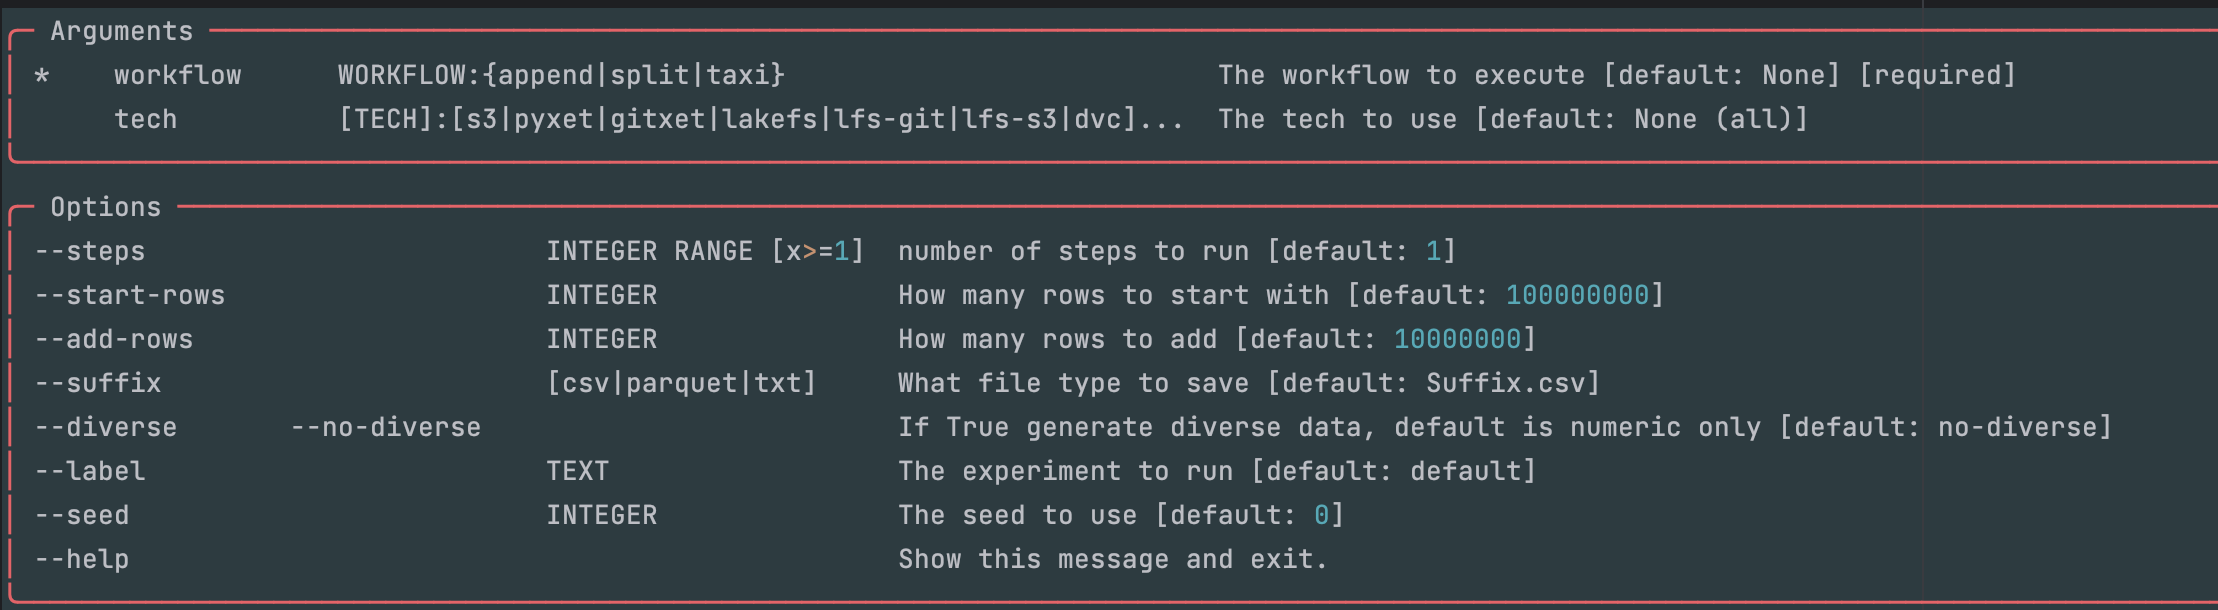 Arguments
* workflow WORKFLOW:{append|split|taxi} The workflow to execute [default: None] [required]
tech [TECH]:[s3|pyxet|gitxet|lakefs|lfs-git|lfs-s3|dvc]... The tech to use [default: None (all)]
Options
--steps INTEGER RANGE [x>=1] number of steps to run [default: 1]
--start-rows INTEGER How many rows to start with [default: 100000000]
--add-rows INTEGER How many rows to add [default: 10000000]
--suffix [csv|parquet|txt] What file type to save [default: Suffix.csv]
--diverse --no-diverse If True generate diverse data, default is numeric only [default: no-diverse]
--label TEXT The experiment to run [default: default]
--seed INTEGER The seed to use [default: 0]
--help Show this message and exit.